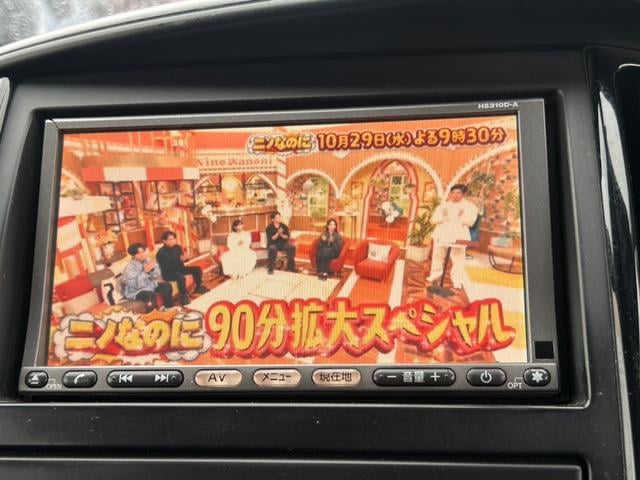 HS310D-A
ニノなのに 10月29日(水)よる9時30分
Nino Nanoni
ニノなのに 90分拡大スペシャル
OPEN
AV
メニュー
現在地
− 音量 +
OPT